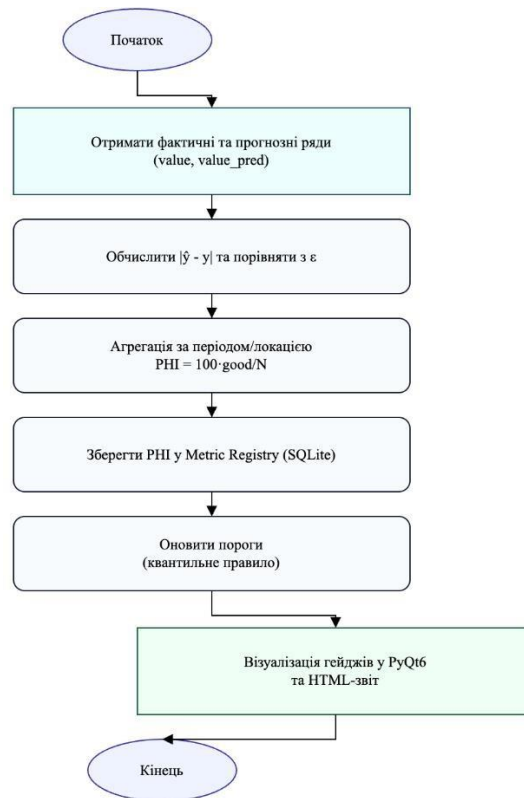 Початок
Отримати фактичні та прогнозні ряди
(value, value_pred)
Обчислити |ŷ - y| та порівняти з ε
Агрегація за періодом/локацією
PHI = 100·good/N
Зберегти PHI у Metric Registry (SQLite)
Оновити пороги
(квантильне правило)
Візуалізація гейджів у PyQt6
та HTML-звіт
Кінець